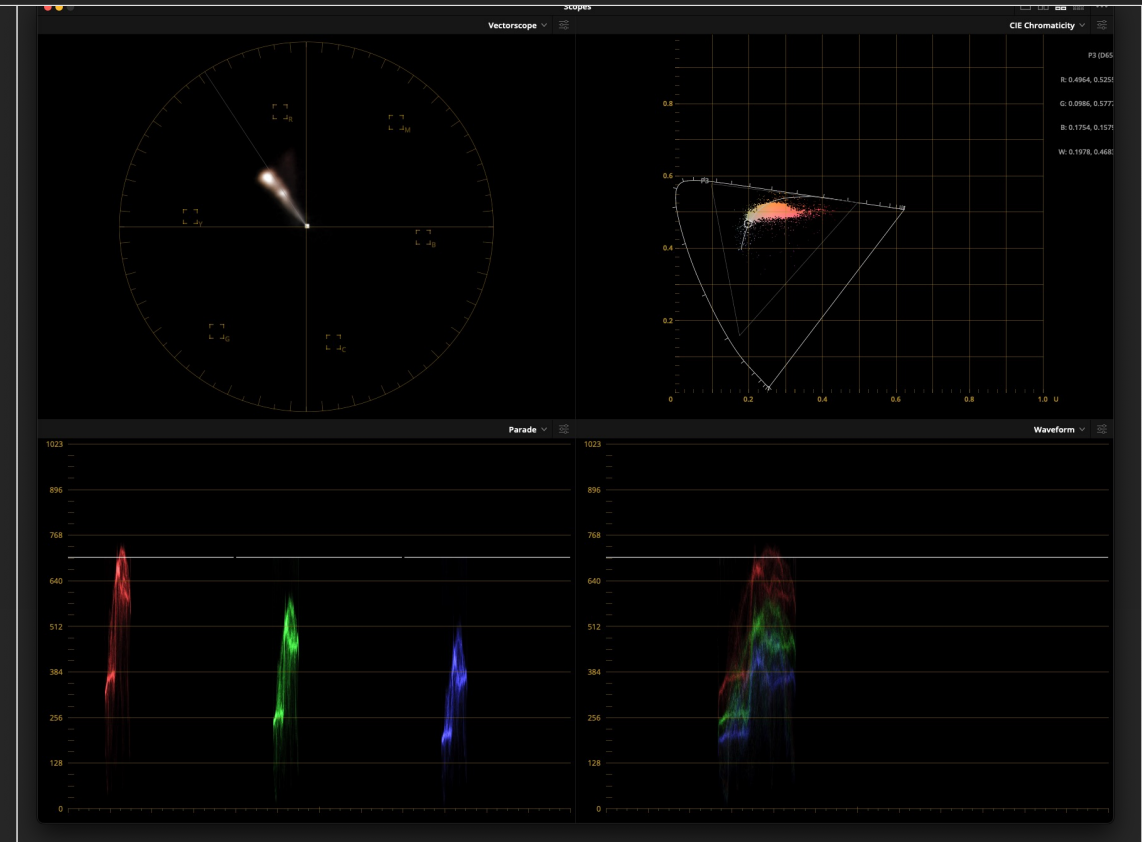 Scopes
Vectorscope
CIE Chromaticity
R
M
Y
B
G
C
P3 (D65
R: 0.4964, 0.525
G: 0.0986, 0.577
B: 0.1754, 0.157
W: 0.1978, 0.468
0.8
0.6
0.4
0.2
0
0.2
0.4
0.6
0.8
1.0 U
Parade
Waveform
1023
896
768
640
512
384
256
128
0
1023
896
768
640
512
384
256
128
0